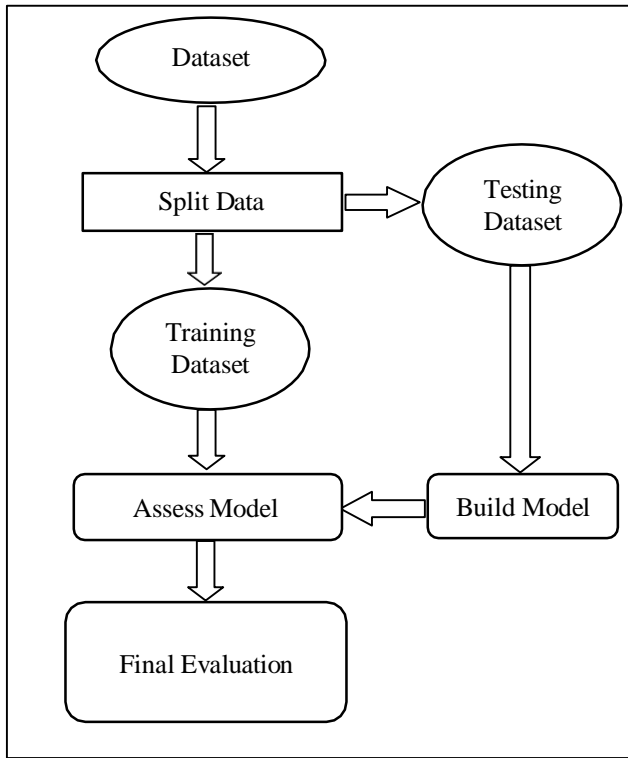 Dataset
Split Data
Testing
Dataset
Training
Dataset
Assess Model
Build Model
Final Evaluation